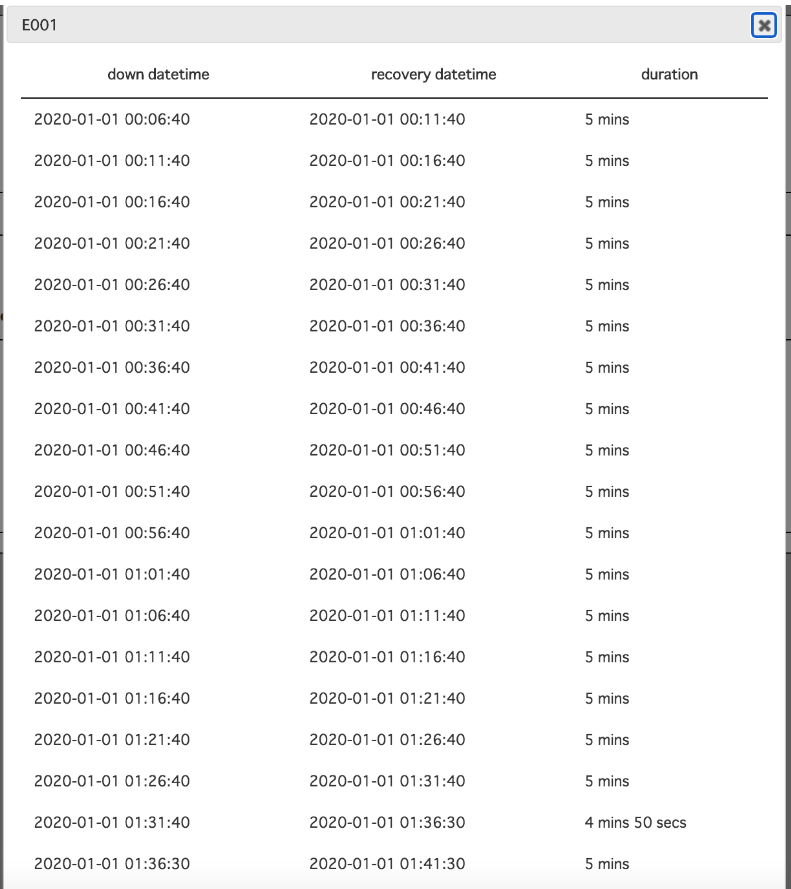 E001
down datetime recovery datetime duration
2020-01-01 00:06:40 2020-01-01 00:11:40 5 mins
2020-01-01 00:11:40 2020-01-01 00:16:40 5 mins
2020-01-01 00:16:40 2020-01-01 00:21:40 5 mins
2020-01-01 00:21:40 2020-01-01 00:26:40 5 mins
2020-01-01 00:26:40 2020-01-01 00:31:40 5 mins
2020-01-01 00:31:40 2020-01-01 00:36:40 5 mins
2020-01-01 00:36:40 2020-01-01 00:41:40 5 mins
2020-01-01 00:41:40 2020-01-01 00:46:40 5 mins
2020-01-01 00:46:40 2020-01-01 00:51:40 5 mins
2020-01-01 00:51:40 2020-01-01 00:56:40 5 mins
2020-01-01 00:56:40 2020-01-01 01:01:40 5 mins
2020-01-01 01:01:40 2020-01-01 01:06:40 5 mins
2020-01-01 01:06:40 2020-01-01 01:11:40 5 mins
2020-01-01 01:11:40 2020-01-01 01:16:40 5 mins
2020-01-01 01:16:40 2020-01-01 01:21:40 5 mins
2020-01-01 01:21:40 2020-01-01 01:26:40 5 mins
2020-01-01 01:26:40 2020-01-01 01:31:40 5 mins
2020-01-01 01:31:40 2020-01-01 01:36:30 4 mins 50 secs
2020-01-01 01:36:30 2020-01-01 01:41:30 5 mins